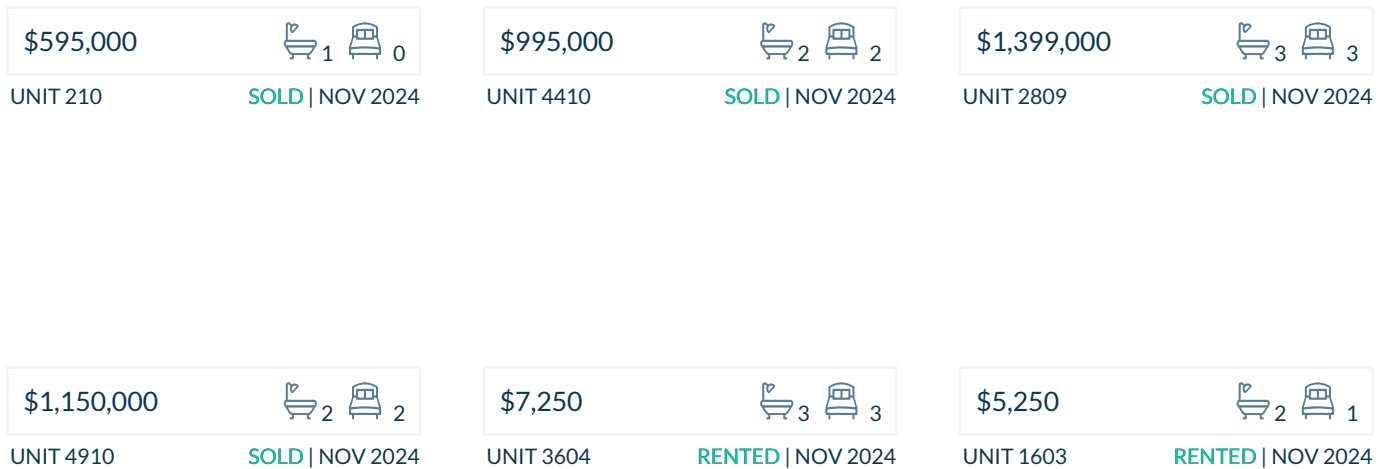 $595,000 1 0
UNIT 210 SOLD | NOV 2024
$995,000 2 2
UNIT 4410 SOLD | NOV 2024
$1,399,000 3 3
UNIT 2809 SOLD | NOV 2024
$1,150,000 2 2
UNIT 4910 SOLD | NOV 2024
$7,250 3 3
UNIT 3604 RENTED | NOV 2024
$5,250 2 1
UNIT 1603 RENTED | NOV 2024